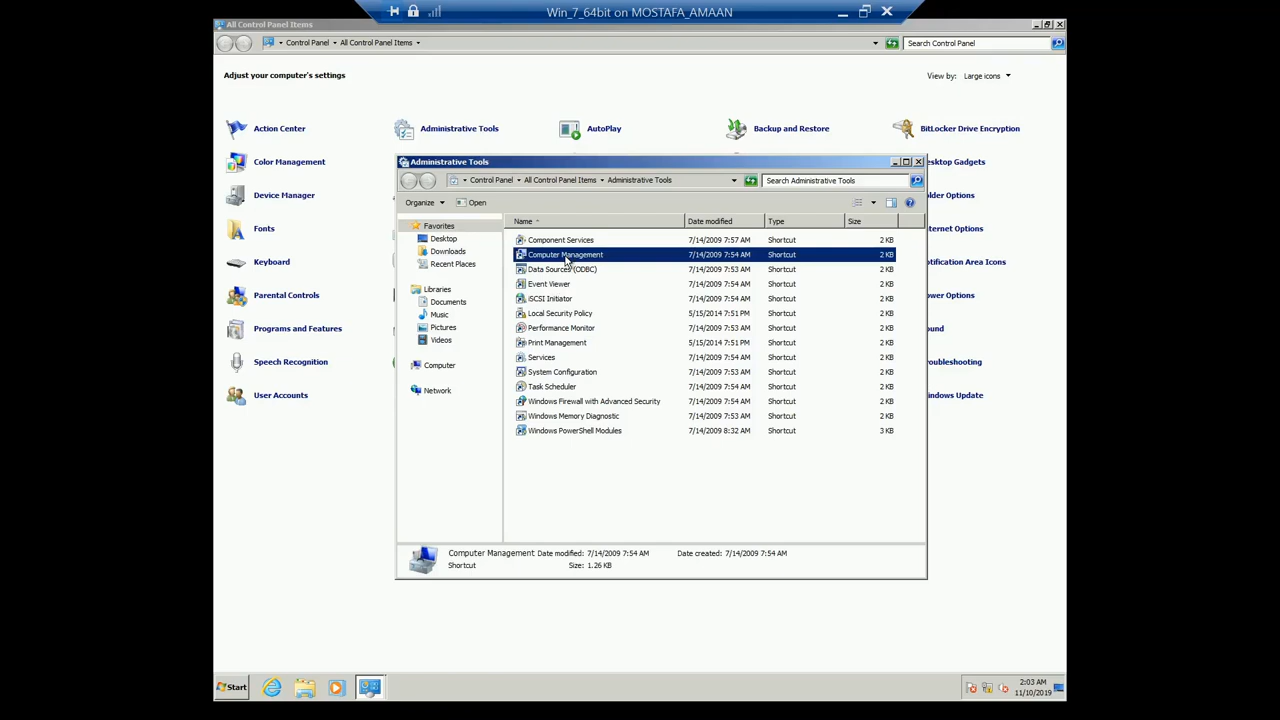 Win_7_64bit on MOSTAFA_AMAAN
All Control Panel Items
Control Panel All Control Panel Items
Search Control Panel
Adjust your computer's settings
View by: Large icons
Action Center
Administrative Tools
AutoPlay
Backup and Restore
BitLocker Drive Encryption
Color Management
esktop Gadgets
Device Manager
older Options
Fonts
nternet Options
Keyboard
otification Area Icons
Parental Controls
ower Options
Programs and Features
ound
Speech Recognition
oubleshooting
User Accounts
indows Update
Administrative Tools
Control Panel All Control Panel Items Administrative Tools
Search Administrative Tools
Organize Open
Favorites
Desktop
Downloads
Recent Places
Libraries
Documents
Music
Pictures
Videos
Computer
Network
Name Date modified Type Size
Component Services 7/14/2009 7:57 AM Shortcut 2 KB
Computer Management 7/14/2009 7:54 AM Shortcut 2 KB
Data Sources (ODBC) 7/14/2009 7:53 AM Shortcut 2 KB
Event Viewer 7/14/2009 7:54 AM Shortcut 2 KB
iSCSI Initiator 7/14/2009 7:54 AM Shortcut 2 KB
Local Security Policy 5/15/2014 7:51 PM Shortcut 2 KB
Performance Monitor 7/14/2009 7:53 AM Shortcut 2 KB
Print Management 5/15/2014 7:51 PM Shortcut 2 KB
Services 7/14/2009 7:54 AM Shortcut 2 KB
System Configuration 7/14/2009 7:53 AM Shortcut 2 KB
Task Scheduler 7/14/2009 7:54 AM Shortcut 2 KB
Windows Firewall with Advanced Security 7/14/2009 7:54 AM Shortcut 2 KB
Windows Memory Diagnostic 7/14/2009 7:53 AM Shortcut 2 KB
Windows PowerShell Modules 7/14/2009 8:32 AM Shortcut 3 KB
Computer Management Date modified: 7/14/2009 7:54 AM Date created: 7/14/2009 7:54 AM
Shortcut Size: 1.26 KB
Start
2:03 AM
11/10/2019